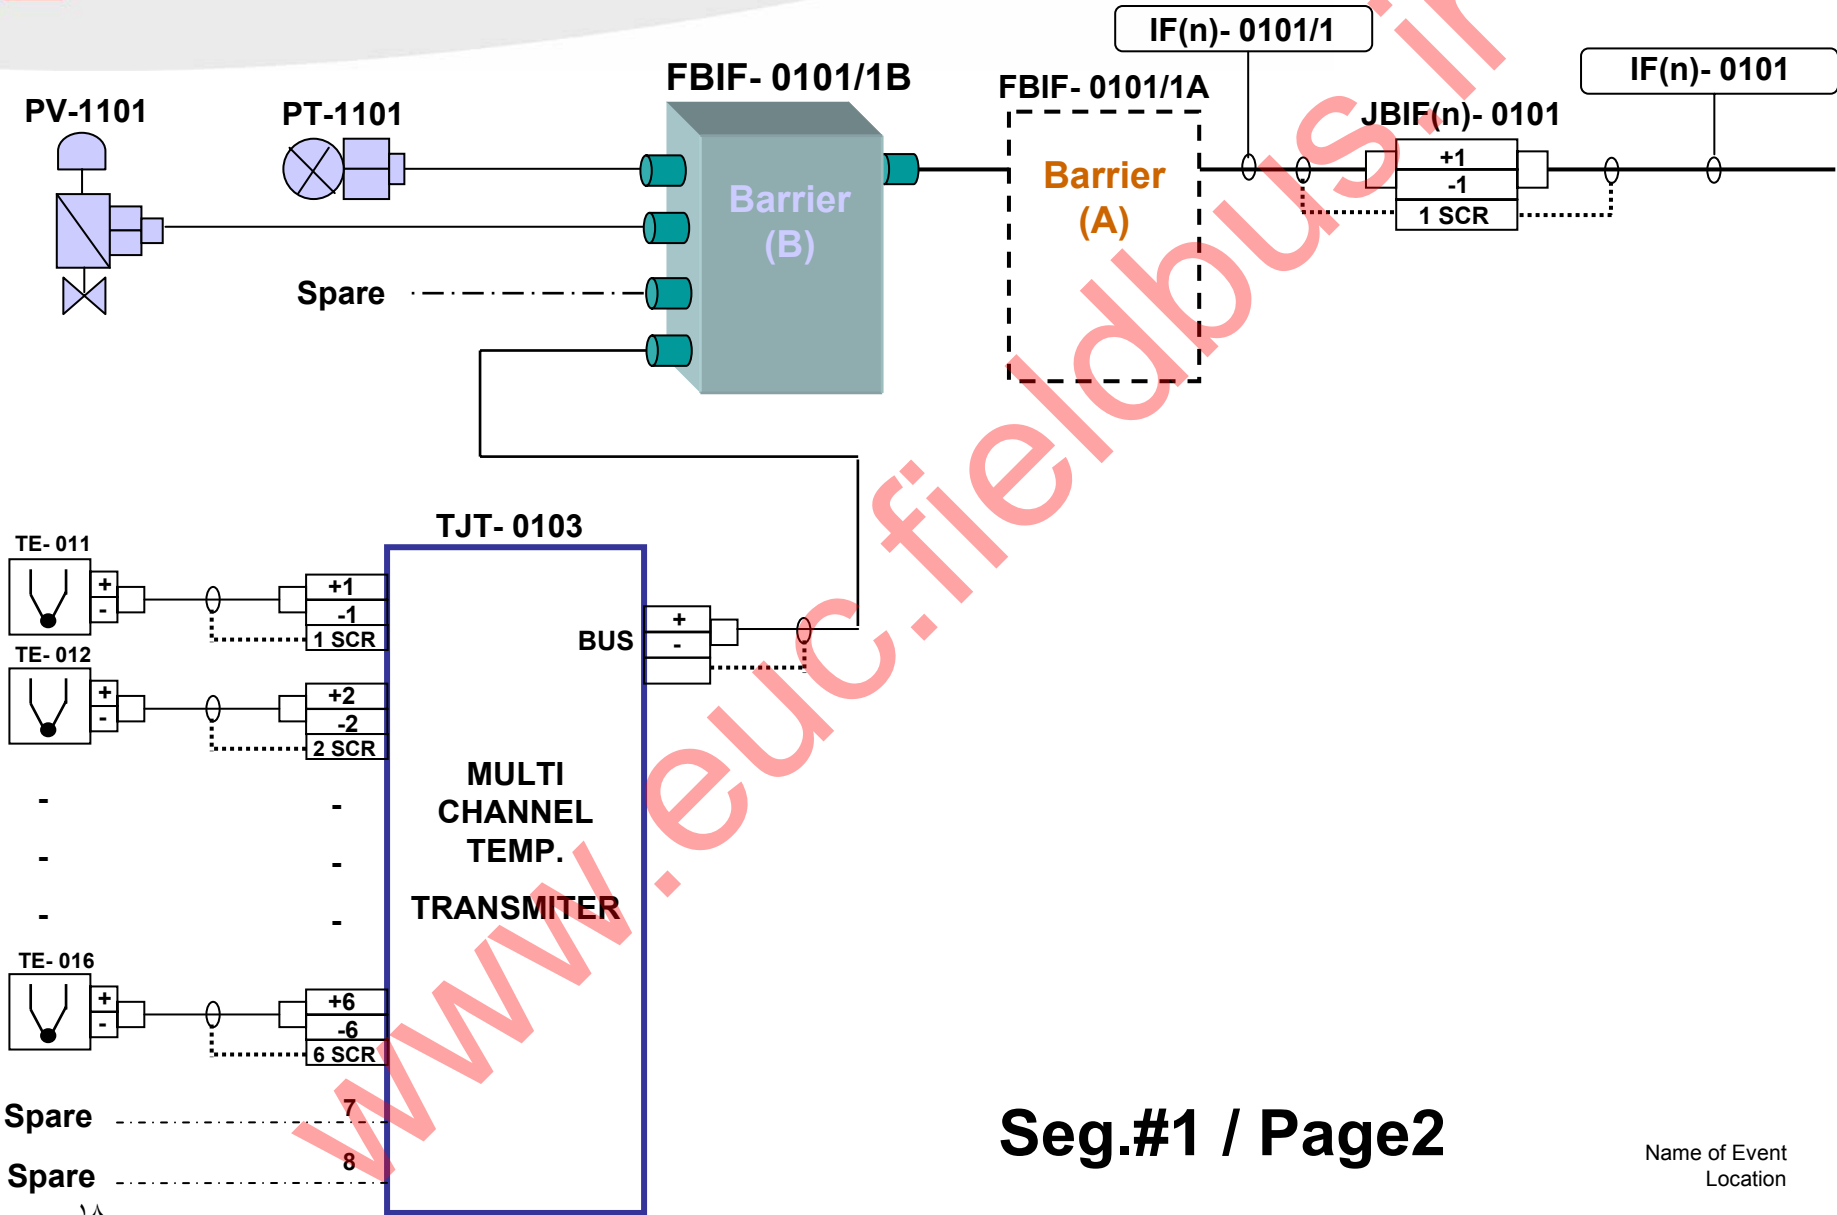 IF(n)- 0101/1
IF(n)- 0101
FBIF- 0101/1B
FBIF- 0101/1A
JBIF(n)- 0101
PV-1101
PT-1101
Barrier
(B)
Barrier
(A)
+1
-1
1 SCR
Spare
TJT- 0103
TE- 011
+
-
+1
-1
1 SCR
BUS
+
-
TE- 012
+
-
+2
-2
2 SCR
- -
- -
- -
MULTI
CHANNEL
TEMP.
TRANSMITER
TE- 016
+
-
+6
-6
6 SCR
Spare 7
Spare 8
Seg.#1 / Page2
Name of Event
Location
۱۸
www.euc.fieldbus.ir